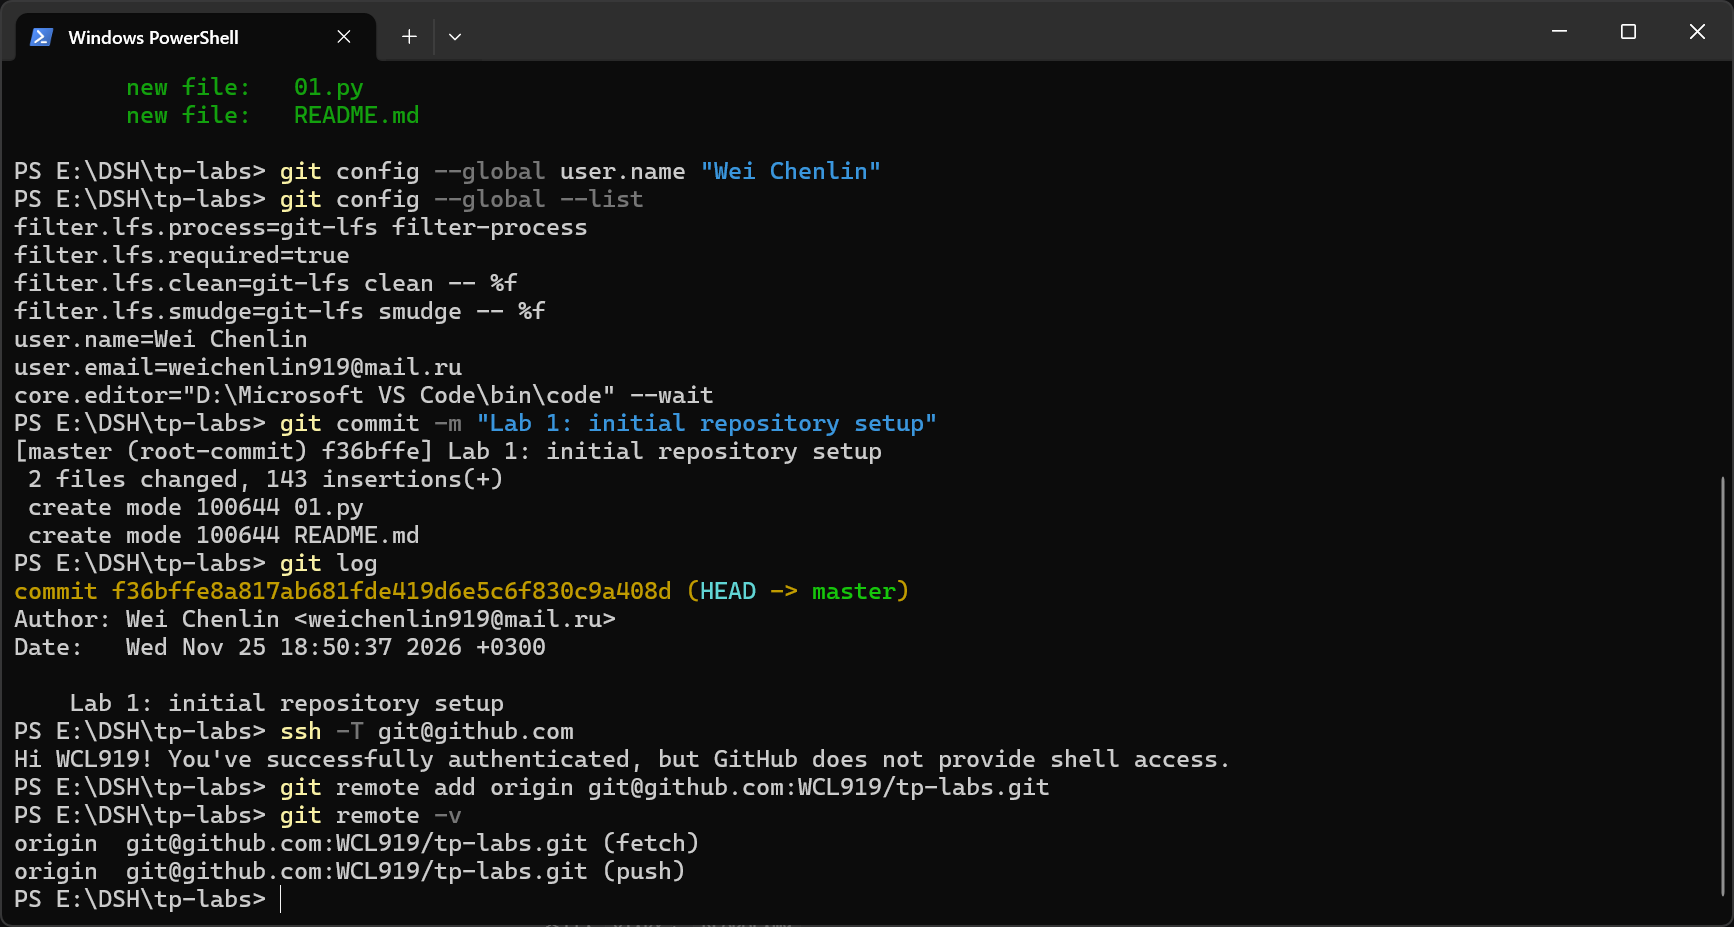 Windows PowerShell
new file:   01.py
new file:   README.md
PS E:\DSH\tp-labs> git config --global user.name "Wei Chenlin"
PS E:\DSH\tp-labs> git config --global --list
filter.lfs.process=git-lfs filter-process
filter.lfs.required=true
filter.lfs.clean=git-lfs clean -- %f
filter.lfs.smudge=git-lfs smudge -- %f
user.name=Wei Chenlin
user.email=weichenlin919@mail.ru
core.editor="D:\Microsoft VS Code\bin\code" --wait
PS E:\DSH\tp-labs> git commit -m "Lab 1: initial repository setup"
[master (root-commit) f36bffe] Lab 1: initial repository setup
 2 files changed, 143 insertions(+)
 create mode 100644 01.py
 create mode 100644 README.md
PS E:\DSH\tp-labs> git log
commit f36bffe8a817ab681fde419d6e5c6f830c9a408d (HEAD -> master)
Author: Wei Chenlin <weichenlin919@mail.ru>
Date:   Wed Nov 25 18:50:37 2026 +0300
    Lab 1: initial repository setup
PS E:\DSH\tp-labs> ssh -T git@github.com
Hi WCL919! You've successfully authenticated, but GitHub does not provide shell access.
PS E:\DSH\tp-labs> git remote add origin git@github.com:WCL919/tp-labs.git
PS E:\DSH\tp-labs> git remote -v
origin  git@github.com:WCL919/tp-labs.git (fetch)
origin  git@github.com:WCL919/tp-labs.git (push)
PS E:\DSH\tp-labs>